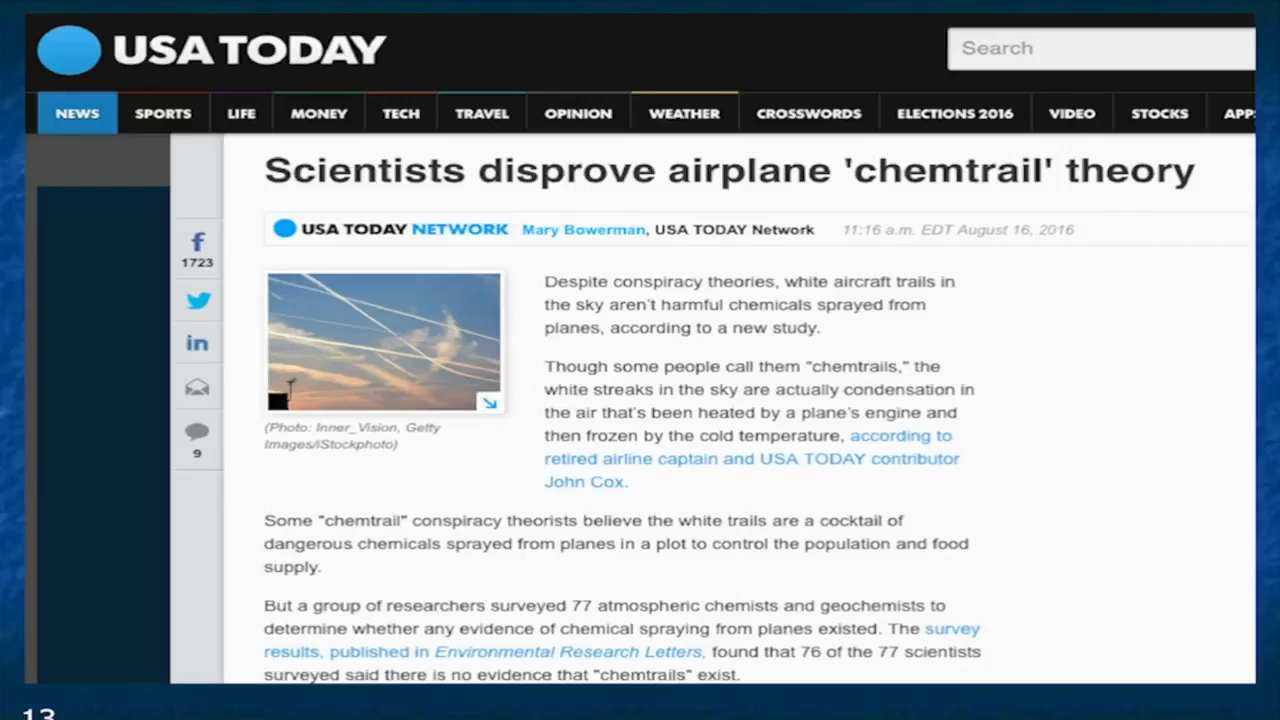 USA TODAY
Search
NEWS SPORTS LIFE MONEY TECH TRAVEL OPINION WEATHER CROSSWORDS ELECTIONS 2016 VIDEO STOCKS APP
Scientists disprove airplane 'chemtrail' theory
USA TODAY NETWORK Mary Bowerman, USA TODAY Network 11:16 a.m. EDT August 16, 2016
f
1723
in
9
(Photo: Inner_Vision, Getty
Images/iStockphoto)
Despite conspiracy theories, white aircraft trails in
the sky aren't harmful chemicals sprayed from
planes, according to a new study.
Though some people call them "chemtrails," the
white streaks in the sky are actually condensation in
the air that's been heated by a plane's engine and
then frozen by the cold temperature, according to
retired airline captain and USA TODAY contributor
John Cox.
Some "chemtrail" conspiracy theorists believe the white trails are a cocktail of
dangerous chemicals sprayed from planes in a plot to control the population and food
supply.
But a group of researchers surveyed 77 atmospheric chemists and geochemists to
determine whether any evidence of chemical spraying from planes existed. The survey
results, published in Environmental Research Letters, found that 76 of the 77 scientists
surveyed said there is no evidence that "chemtrails" exist.
13